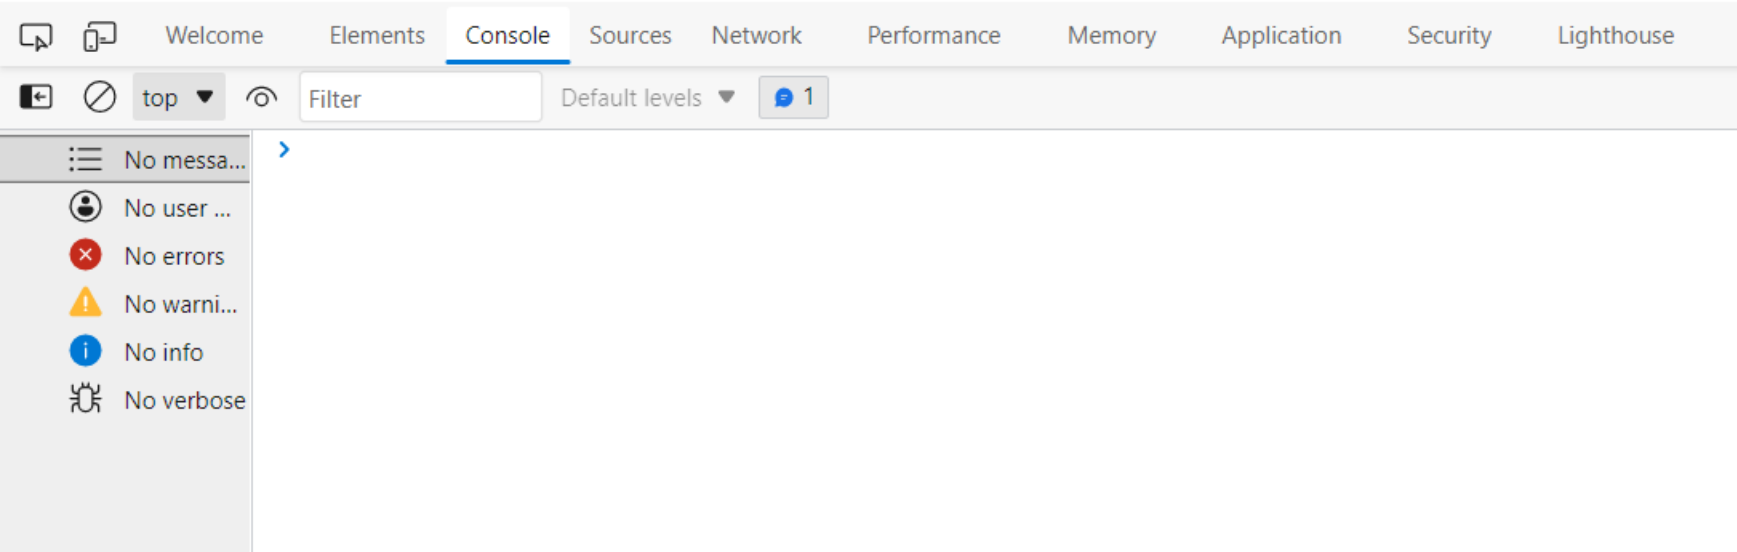 Welcome Elements Console Sources Network Performance Memory Application Security Lighthouse
top Filter Default levels 1
No messa...
No user ...
No errors
No warni...
No info
No verbose